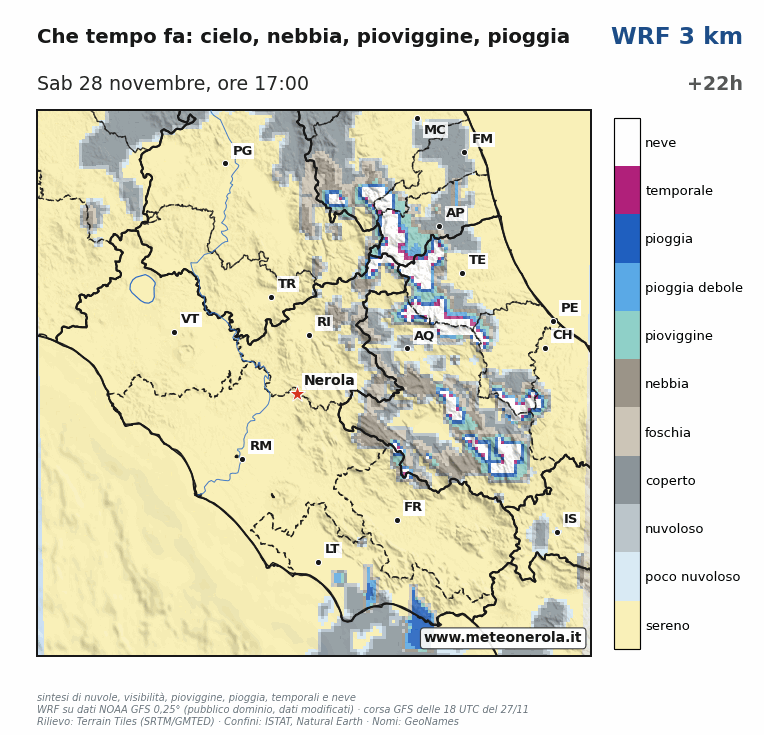 Che tempo fa: cielo, nebbia, pioviggine, pioggia
WRF 3 km
Sab 28 novembre, ore 17:00
+22h
MC
FM
PG
AP
TE
TR
PE
VT
RI
CH
AQ
Nerola
RM
FR
IS
LT
www.meteonerola.it
neve
temporale
pioggia
pioggia debole
pioviggine
nebbia
foschia
coperto
nuvoloso
poco nuvoloso
sereno
sintesi di nuvole, visibilità, pioviggine, pioggia, temporali e neve
WRF su dati NOAA GFS 0,25° (pubblico dominio, dati modificati) · corsa GFS delle 18 UTC del 27/11
Rilievo: Terrain Tiles (SRTM/GMTED) · Confini: ISTAT, Natural Earth · Nomi: GeoNames